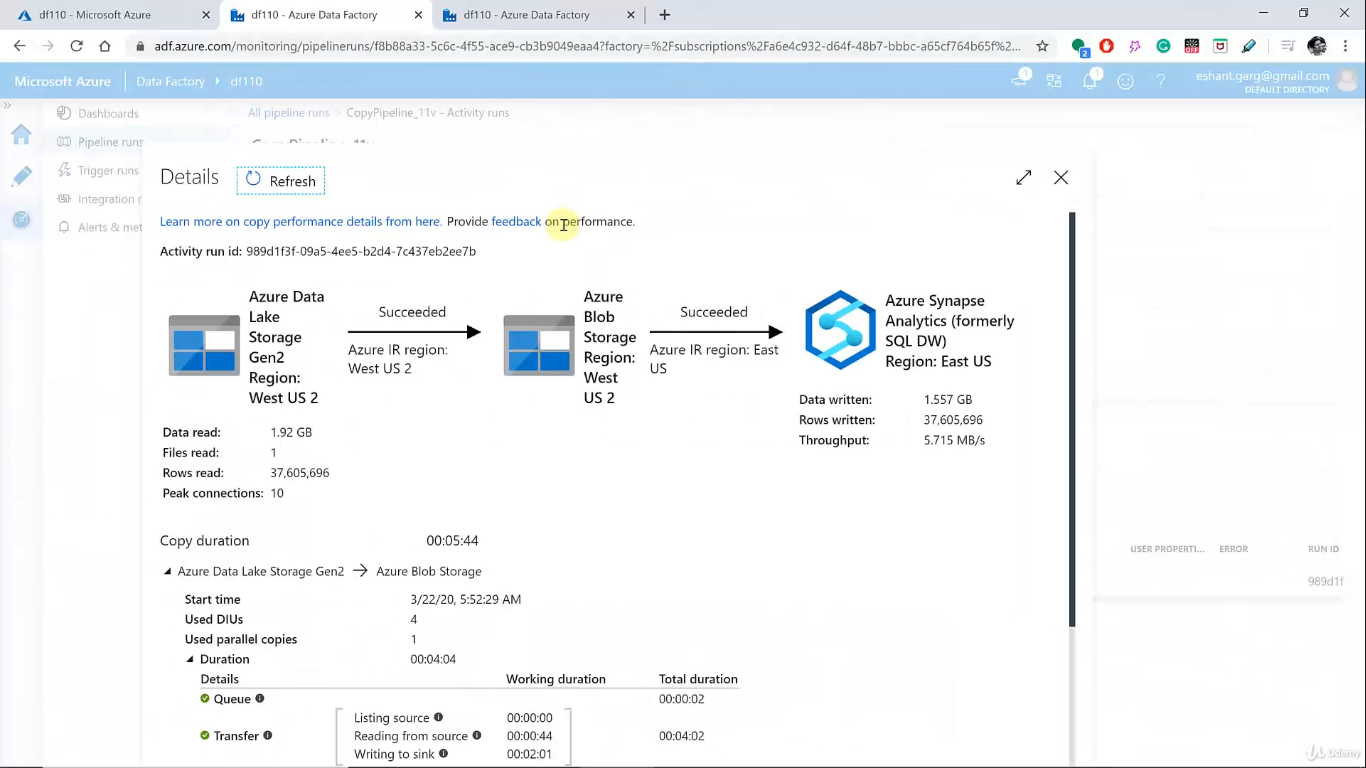 df110 - Microsoft Azure
df110 - Azure Data Factory
df110 - Azure Data Factory
adf.azure.com/monitoring/pipelineruns/f8b88a33-5c6c-4f55-ace9-cb3b9049eaa4?factory=%2Fsubscriptions%2Fa6e4c932-d64f-48b7-bbbc-a65cf764b65f%2...
2
OFF
Microsoft Azure
Data Factory
df110
1
1
?
eshant.garg@gmail.com
DEFAULT DIRECTORY
»
Dashboards
All pipeline runs > CopyPipeline_11v - Activity runs
Pipeline runs
Trigger runs
Integration r
Alerts & met
Details
Refresh
Learn more on copy performance details from here. Provide feedback on performance.
Activity run id: 989d1f3f-09a5-4ee5-b2d4-7c437eb2ee7b
Azure Data
Lake
Storage
Gen2
Region:
West US 2
Succeeded
Azure IR region:
West US 2
Azure
Blob
Storage
Region:
West
US 2
Succeeded
Azure IR region: East
US
Azure Synapse
Analytics (formerly
SQL DW)
Region: East US
Data read: 1.92 GB
Files read: 1
Rows read: 37,605,696
Peak connections: 10
Data written: 1.557 GB
Rows written: 37,605,696
Throughput: 5.715 MB/s
Copy duration 00:05:44
Azure Data Lake Storage Gen2 → Azure Blob Storage
Start time 3/22/20, 5:52:29 AM
Used DIUs 4
Used parallel copies 1
Duration 00:04:04
Details Working duration Total duration
Queue 00:00:02
Listing source 00:00:00
Transfer Reading from source 00:00:44 00:04:02
Writing to sink 00:02:01
USER PROPERTI... ERROR RUN ID
989d1f
Udemy